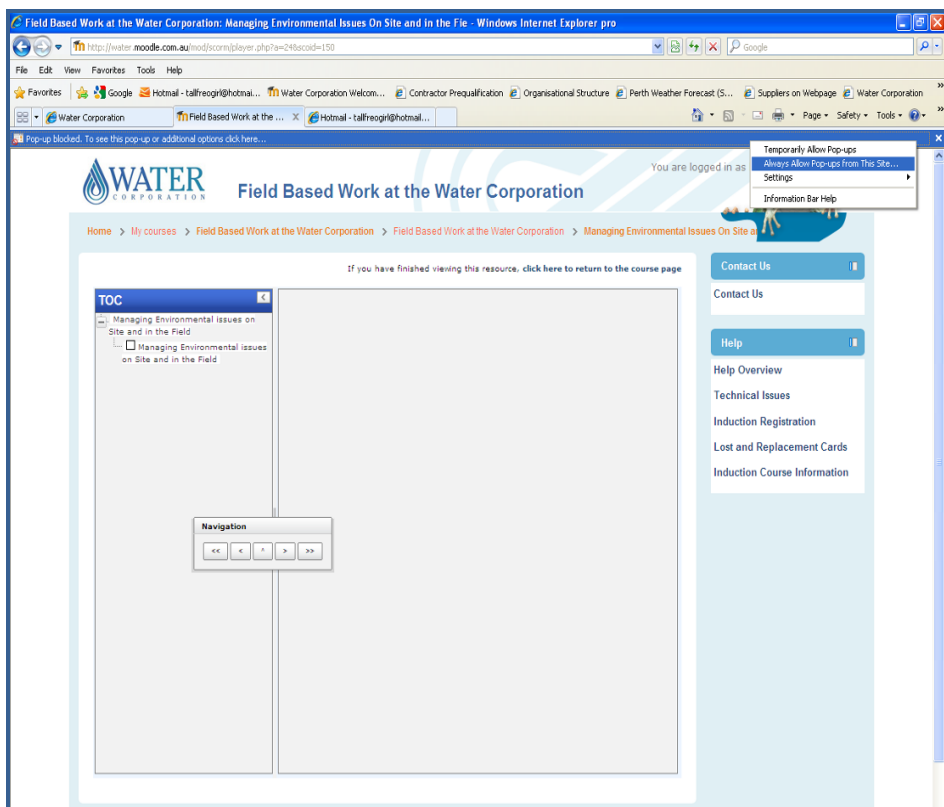 Field Based Work at the Water Corporation: Managing Environmental Issues On Site and in the Fie - Windows Internet Explorer pro
http://water.moodle.com.au/mod/scorm/player.php?a=24&scoid=150
Google
File Edit View Favorites Tools Help
Favorites Google Hotmail - tallfreogirl@hotmai... Water Corporation Welcom... Contractor Prequalification Organisational Structure Perth Weather Forecast (S... Suppliers on Webpage Water Corporation »
Water Corporation Field Based Work at the ... X Hotmail - tallfreogirl@hotmail... Page Safety Tools »
Pop-up blocked. To see this pop-up or additional options click here...
Temporarily Allow Pop-ups
Always Allow Pop-ups from This Site...
Settings
Information Bar Help
WATER
CORPORATION
Field Based Work at the Water Corporation
You are logged in as
Home > My courses > Field Based Work at the Water Corporation > Field Based Work at the Water Corporation > Managing Environmental Issues On Site a
If you have finished viewing this resource, click here to return to the course page
TOC
Managing Environmental issues on
Site and in the Field
Managing Environmental issues
on Site and in the Field
Navigation
<< < ^ > >>
Contact Us
Contact Us
Help
Help Overview
Technical Issues
Induction Registration
Lost and Replacement Cards
Induction Course Information